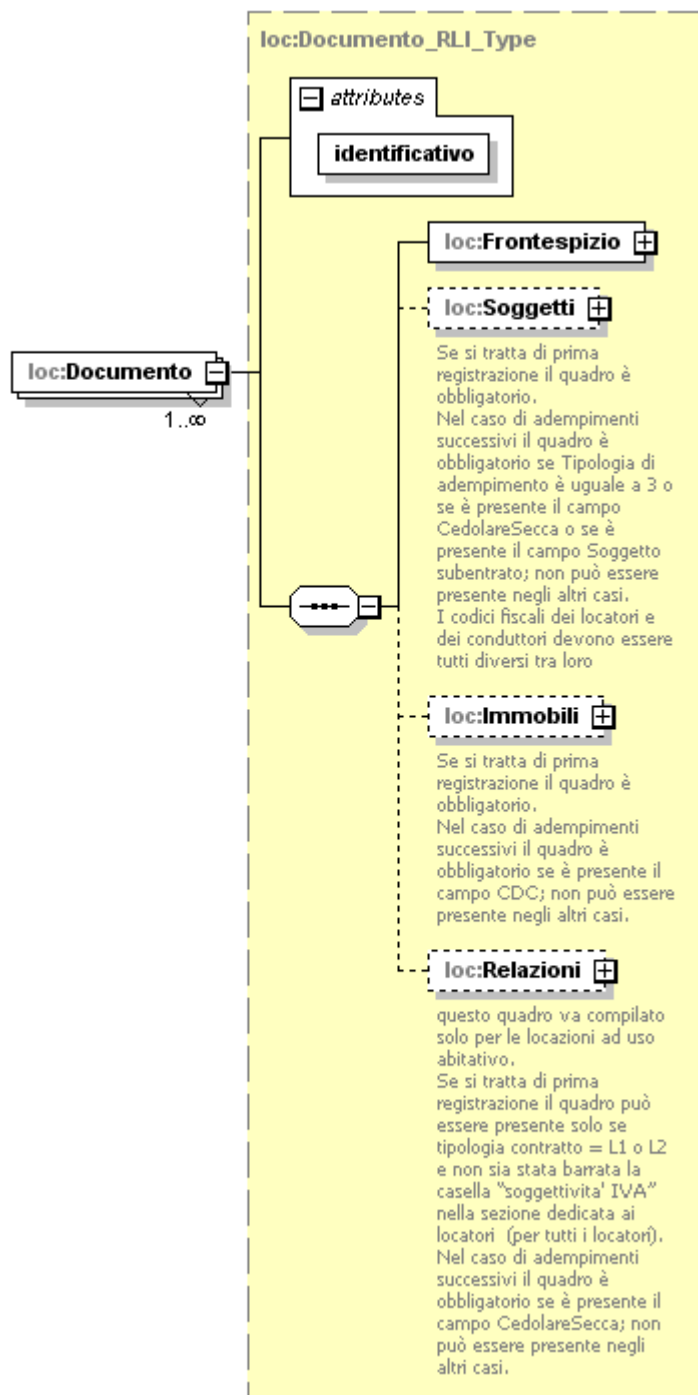 loc:Documento_RLI_Type
attributes
identificativo
loc:Frontespizio
loc:Soggetti
Se si tratta di prima
registrazione il quadro è
obbligatorio.
Nel caso di adempimenti
successivi il quadro è
obbligatorio se Tipologia di
adempimento è uguale a 3 o
se è presente il campo
CedolareSecca o se è
presente il campo Soggetto
subentrato; non può essere
presente negli altri casi.
I codici fiscali dei locatori e
dei conduttori devono essere
tutti diversi tra loro
loc:Documento
1..∞
loc:Immobili
Se si tratta di prima
registrazione il quadro è
obbligatorio.
Nel caso di adempimenti
successivi il quadro è
obbligatorio se è presente il
campo CDC; non può essere
presente negli altri casi.
loc:Relazioni
questo quadro va compilato
solo per le locazioni ad uso
abitativo.
Se si tratta di prima
registrazione il quadro può
essere presente solo se
tipologia contratto = L1 o L2
e non sia stata barrata la
casella “soggettivita' IVA”
nella sezione dedicata ai
locatori  (per tutti i locatori).
Nel caso di adempimenti
successivi il quadro è
obbligatorio se è presente il
campo CedolareSecca; non
può essere presente negli
altri casi.